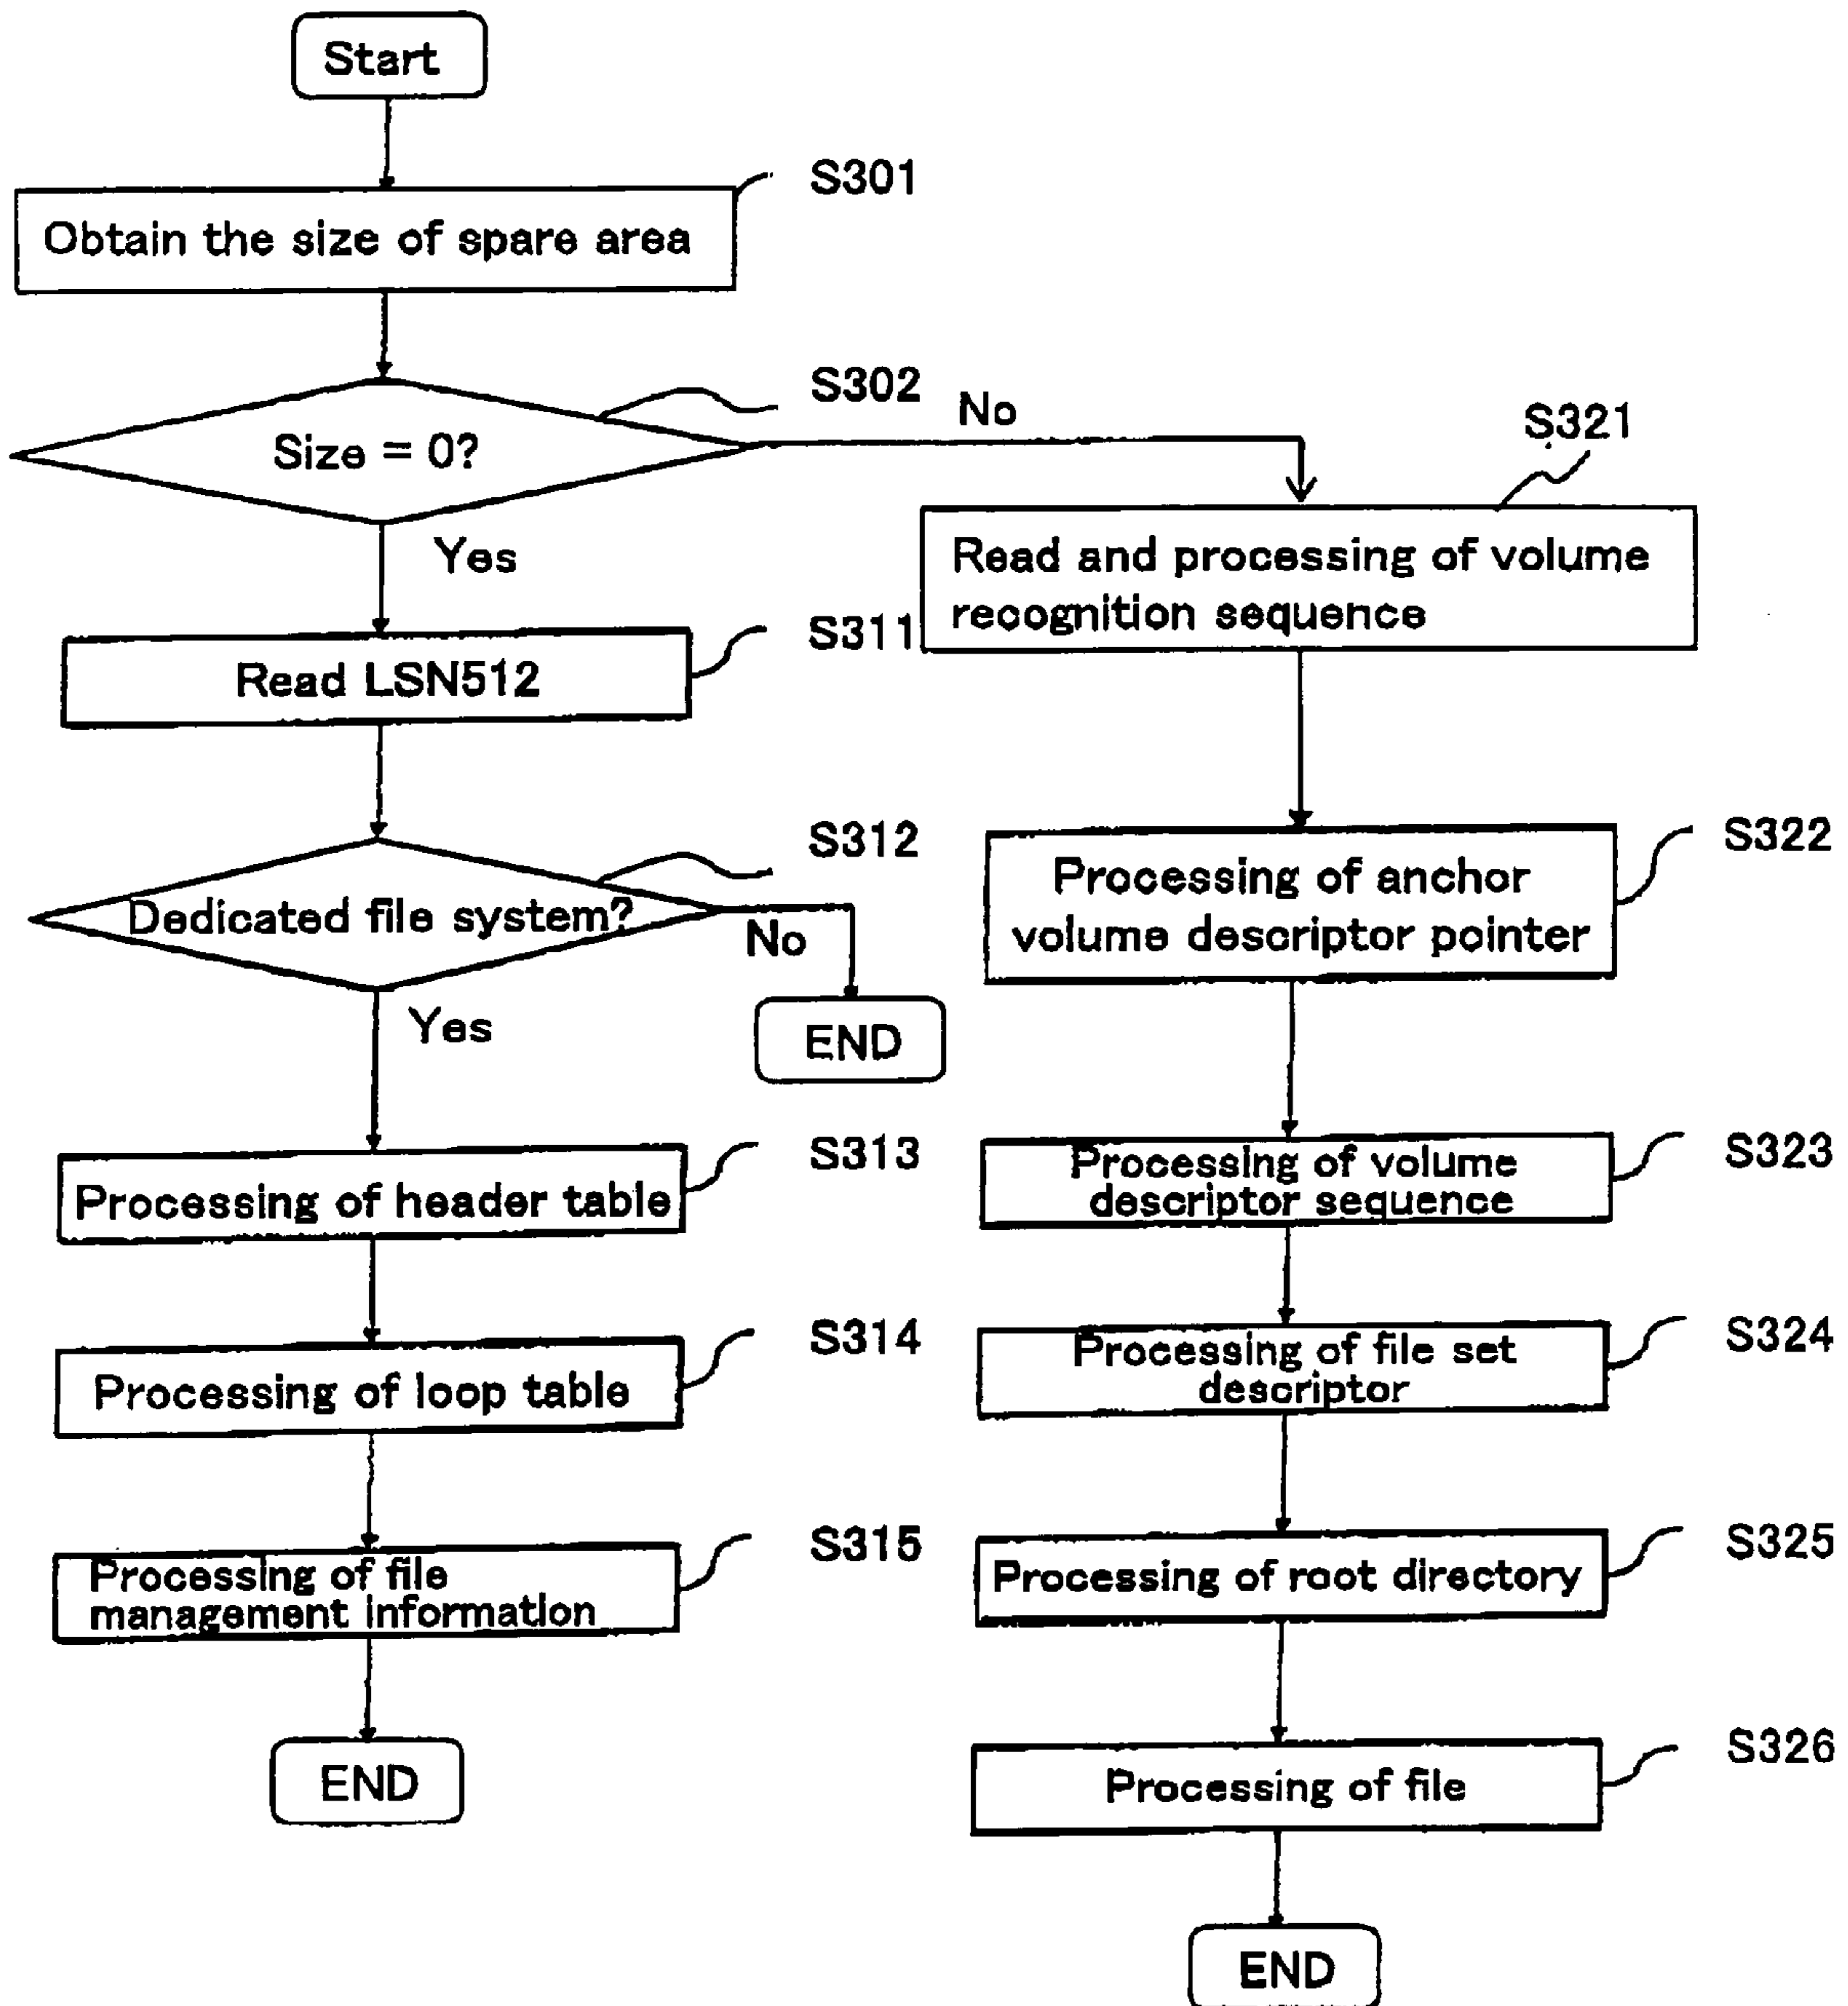 Start
S301
Obtain the size of spare area
S302
No
Size = 0?
S321
Yes
Read and processing of volume
recognition sequence
S311
Read LSN512
S312
S322
Processing of anchor
volume descriptor pointer
Dedicated file system?
No
Yes
END
S313
S323
Processing of volume
descriptor sequence
Processing of header table
S314
S324
Processing of file set
descriptor
Processing of loop table
S315
S325
Processing of file
management information
Processing of root directory
S326
END
Processing of file
END